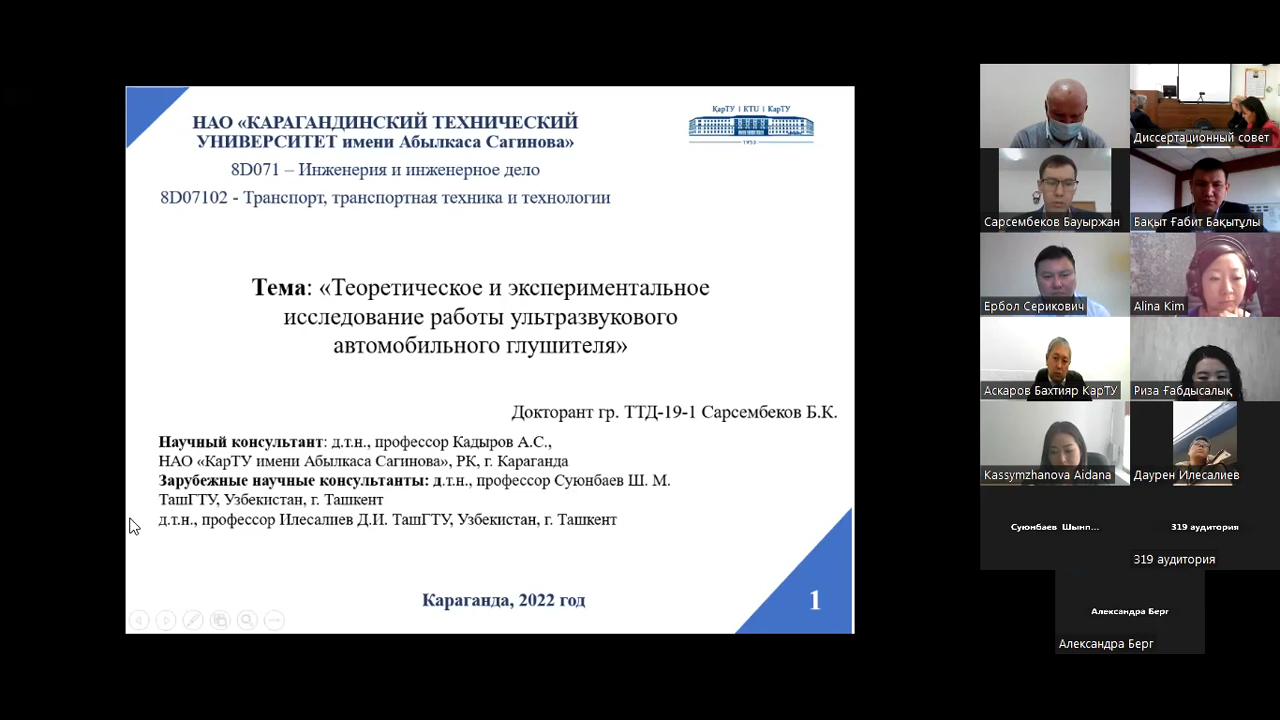 НАО «КАРАГАНДИНСКИЙ ТЕХНИЧЕСКИЙ
УНИВЕРСИТЕТ имени Абылкаса Сагинова»
8D071 – Инженерия и инженерное дело
8D07102 - Транспорт, транспортная техника и технологии
ҚарТУ | KTU | КарТУ
1953
Тема: «Теоретическое и экспериментальное
исследование работы ультразвукового
автомобильного глушителя»
Докторант гр. ТТД-19-1 Сарсембеков Б.К.
Научный консультант: д.т.н., профессор Кадыров А.С.,
НАО «КарТУ имени Абылкаса Сагинова», РК, г. Караганда
Зарубежные научные консультанты: д.т.н., профессор Суюнбаев Ш. М.
ТашГТУ, Узбекистан, г. Ташкент
д.т.н., профессор Илесалиев Д.И. ТашГТУ, Узбекистан, г. Ташкент
Караганда, 2022 год
1
Диссертационный совет
Сарсембеков Бауыржан
Бақыт Ғабит Бақытұлы
Ербол Серикович
Alina Kim
Аскаров Бахтияр КарТУ
Риза Ғабдысалық
Kassymzhanova Aidana
Даурен Илесалиев
Суюнбаев Шынп...
319 аудитория
319 аудитория
Александра Берг
Александра Берг